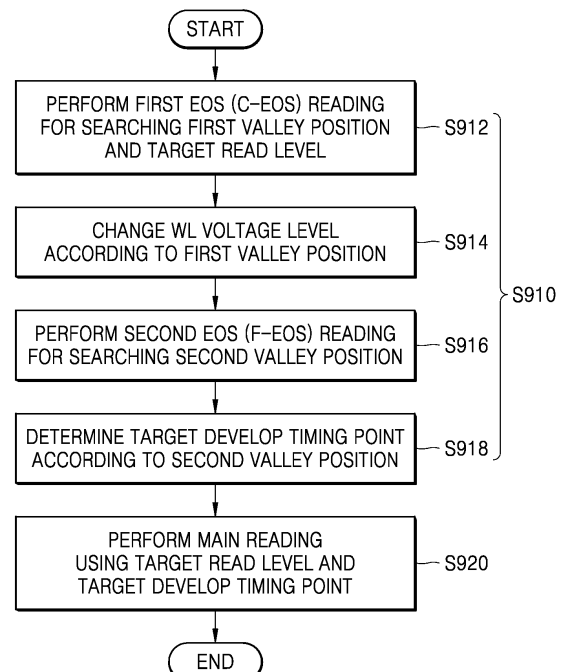 START
PERFORM FIRST EOS (C-EOS) READING
FOR SEARCHING FIRST VALLEY POSITION
AND TARGET READ LEVEL
S912
CHANGE WL VOLTAGE LEVEL
ACCORDING TO FIRST VALLEY POSITION
S914
S910
PERFORM SECOND EOS (F-EOS) READING
FOR SEARCHING SECOND VALLEY POSITION
S916
DETERMINE TARGET DEVELOP TIMING POINT
ACCORDING TO SECOND VALLEY POSITION
S918
PERFORM MAIN READING
USING TARGET READ LEVEL AND
TARGET DEVELOP TIMING POINT
S920
END